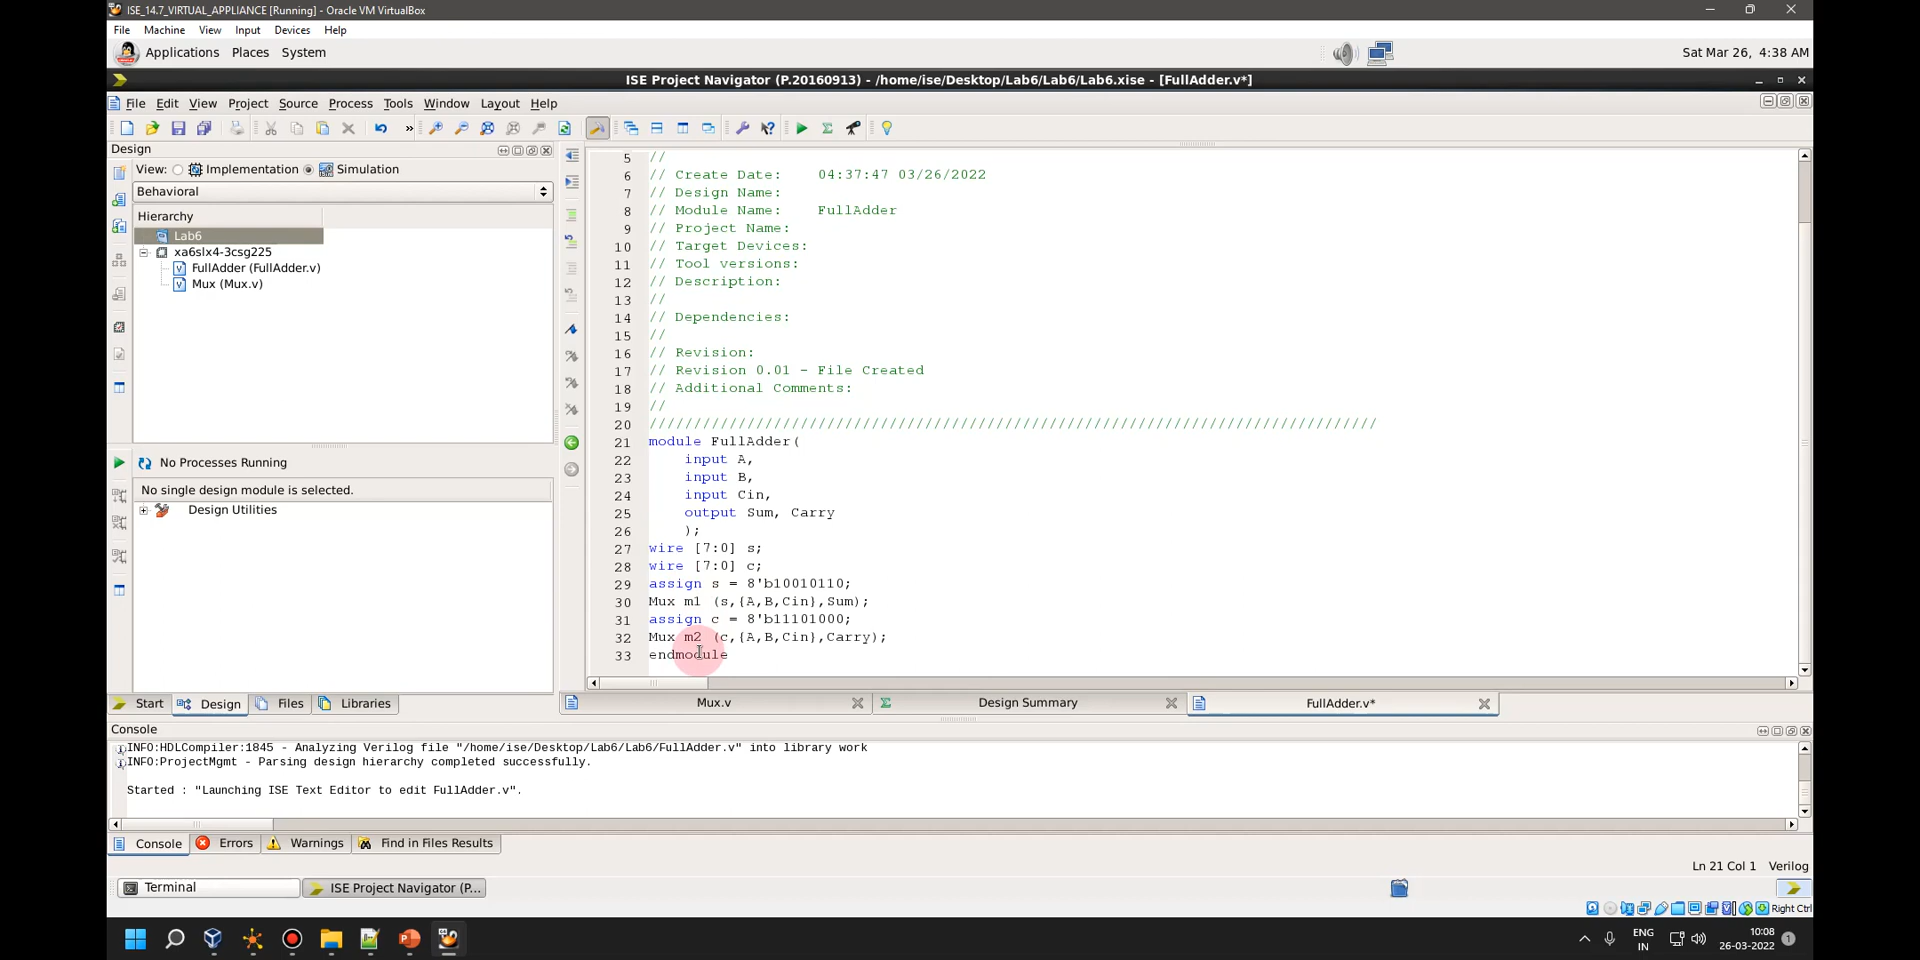 ISE_14.7_VIRTUAL_APPLIANCE [Running] - Oracle VM VirtualBox
File Machine View Input Devices Help
Applications Places System
Sat Mar 26, 4:38 AM
ISE Project Navigator (P.20160913) - /home/ise/Desktop/Lab6/Lab6/Lab6.xise - [FullAdder.v*]
File Edit View Project Source Process Tools Window Layout Help
»
Design
View: Implementation Simulation
Behavioral
Hierarchy
Lab6
xa6slx4-3csg225
FullAdder (FullAdder.v)
Mux (Mux.v)
No Processes Running
No single design module is selected.
Design Utilities
Start Design Files Libraries
5 //
6 // Create Date: 04:37:47 03/26/2022
7 // Design Name:
8 // Module Name: FullAdder
9 // Project Name:
10 // Target Devices:
11 // Tool versions:
12 // Description:
13 //
14 // Dependencies:
15 //
16 // Revision:
17 // Revision 0.01 - File Created
18 // Additional Comments:
19 //
20 //////////////////////////////////////////////////////////////////////////////////
21 module FullAdder(
22 input A,
23 input B,
24 input Cin,
25 output Sum, Carry
26 );
27 wire [7:0] s;
28 wire [7:0] c;
29 assign s = 8'b10010110;
30 Mux m1 (s,{A,B,Cin},Sum);
31 assign c = 8'b11101000;
32 Mux m2 (c,{A,B,Cin},Carry);
33 endmodule
Mux.v Design Summary FullAdder.v*
Console
INFO:HDLCompiler:1845 - Analyzing Verilog file "/home/ise/Desktop/Lab6/Lab6/FullAdder.v" into library work
INFO:ProjectMgmt - Parsing design hierarchy completed successfully.
Started : "Launching ISE Text Editor to edit FullAdder.v".
Console Errors Warnings Find in Files Results
Ln 21 Col 1 Verilog
Terminal ISE Project Navigator (P...
Right Ctrl
ENG
IN
10:08
26-03-2022
1